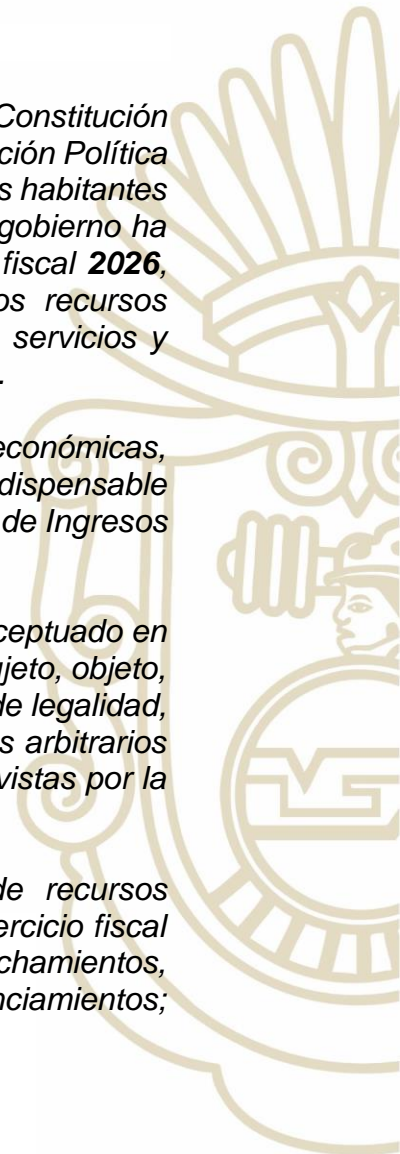 Constitución
ción Política
s habitantes
gobierno ha
fiscal 2026,
os recursos
servicios y
.
económicas,
dispensable
de Ingresos
ceptuado en
ujeto, objeto,
de legalidad,
s arbitrarios
vistas por la
de recursos
ercicio fiscal
chamientos,
nciamientos;